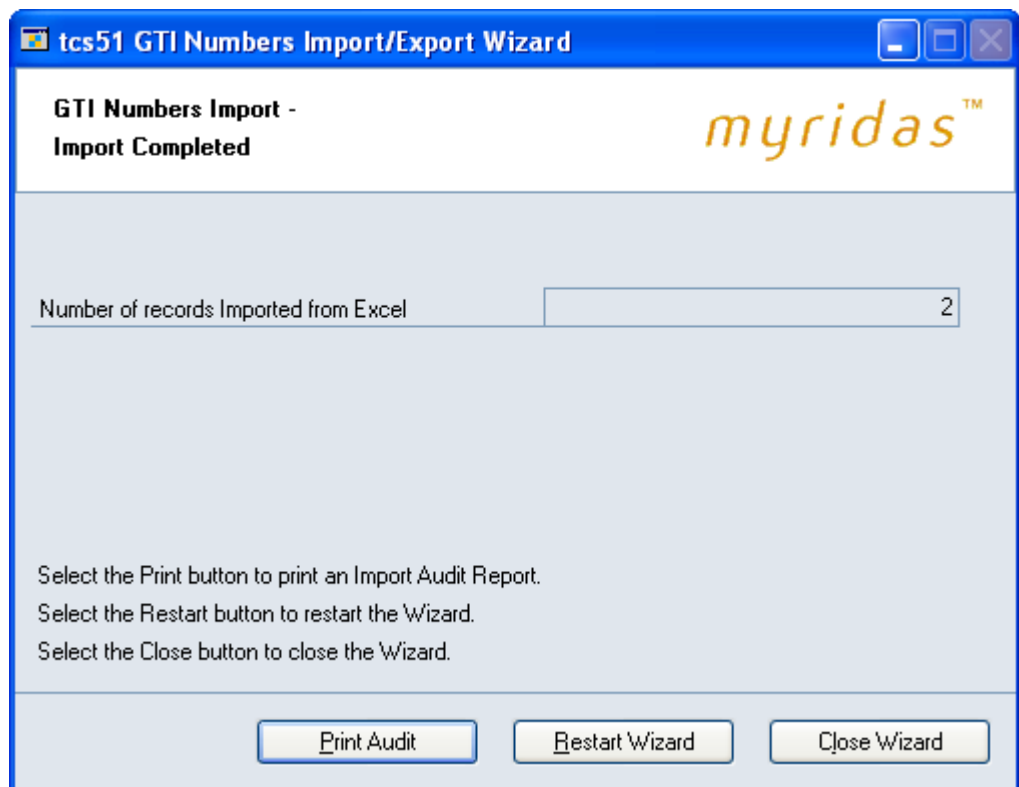 tcs51 GTI Numbers Import/Export Wizard
GTI Numbers Import -
Import Completed
myridas™
Number of records Imported from Excel 2
Select the Print button to print an Import Audit Report.
Select the Restart button to restart the Wizard.
Select the Close button to close the Wizard.
Print Audit Restart Wizard Close Wizard